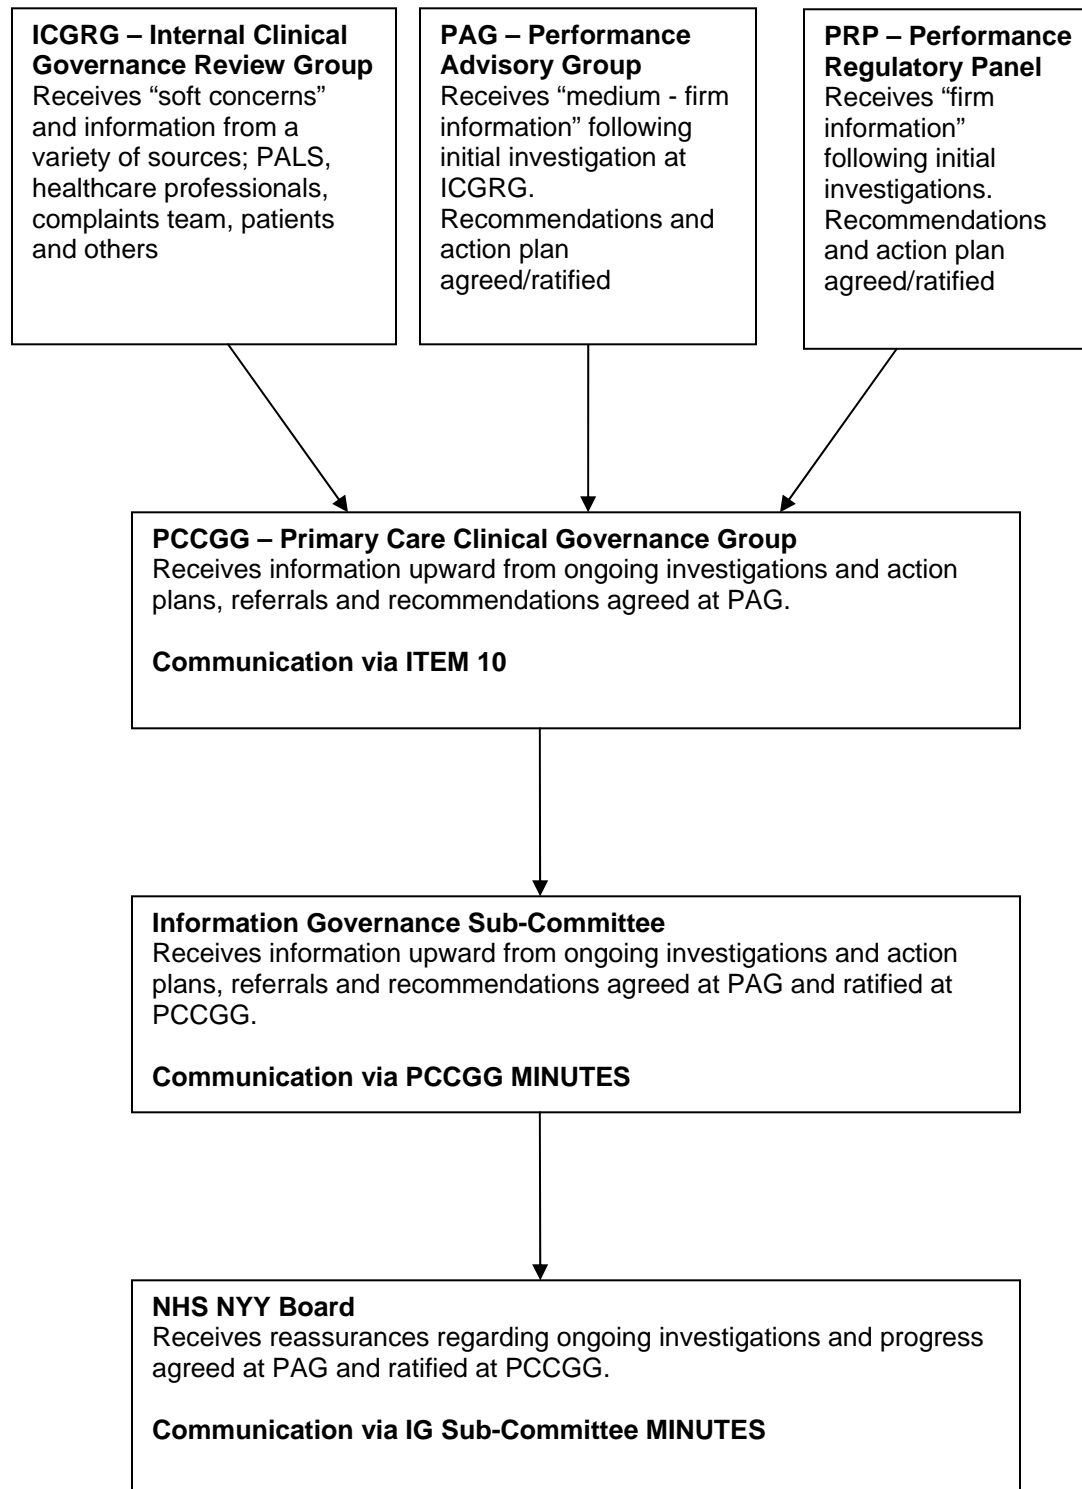 ICGRG – Internal Clinical
Governance Review Group
Receives “soft concerns”
and information from a
variety of sources; PALS,
healthcare professionals,
complaints team, patients
and others
PAG – Performance
Advisory Group
Receives “medium - firm
information” following
initial investigation at
ICGRG.
Recommendations and
action plan
agreed/ratified
PRP – Performance
Regulatory Panel
Receives “firm
information”
following initial
investigations.
Recommendations
and action plan
agreed/ratified
PCCGG – Primary Care Clinical Governance Group
Receives information upward from ongoing investigations and action
plans, referrals and recommendations agreed at PAG.
Communication via ITEM 10
Information Governance Sub-Committee
Receives information upward from ongoing investigations and action
plans, referrals and recommendations agreed at PAG and ratified at
PCCGG.
Communication via PCCGG MINUTES
NHS NYY Board
Receives reassurances regarding ongoing investigations and progress
agreed at PAG and ratified at PCCGG.
Communication via IG Sub-Committee MINUTES